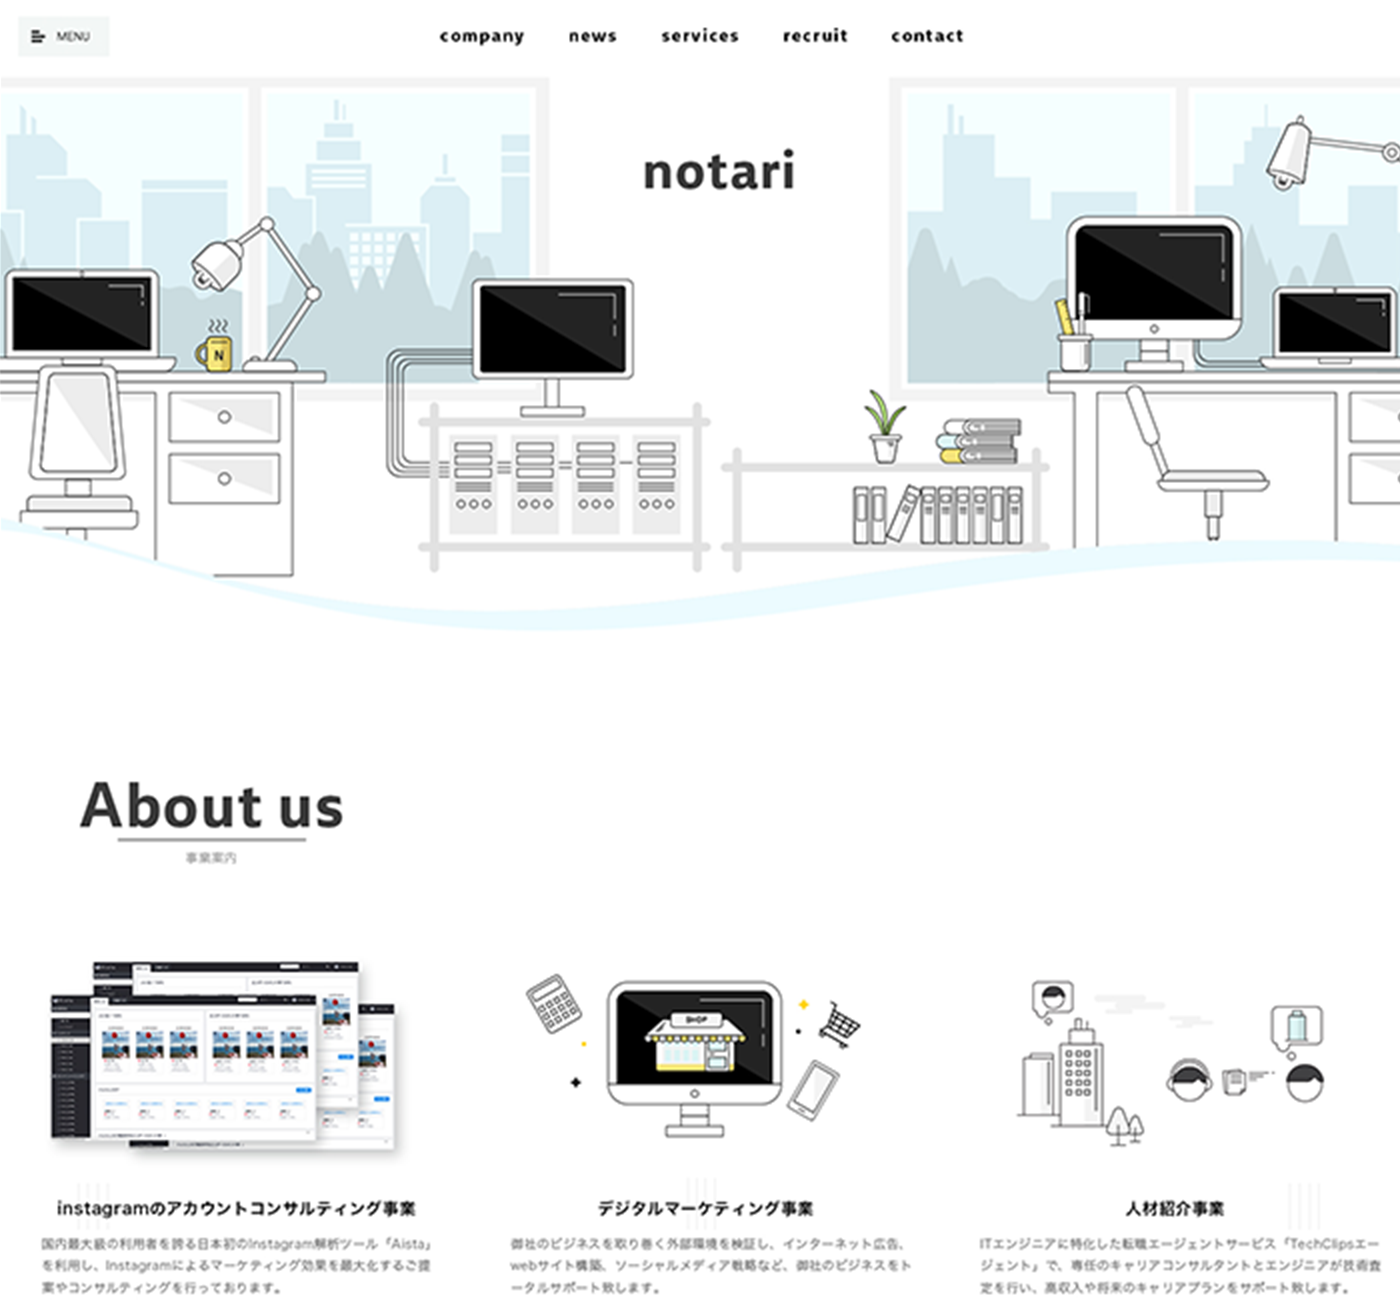 MENU
company news services recruit contact
notari
N
About us
事業案内
SHOP
instagramのアカウントコンサルティング事業
国内最大級の利用者を誇る日本初のInstagram解析ツール「Aista」
を利用し、Instagramによるマーケティング効果を最大化するご提
案やコンサルティングを行っております。
デジタルマーケティング事業
御社のビジネスを取り巻く外部環境を検証し、インターネット広告、
webサイト構築、ソーシャルメディア戦略など、御社のビジネスをト
ータルサポート致します。
人材紹介事業
ITエンジニアに特化した転職エージェントサービス「TechClipsエー
ジェント」で、専任のキャリアコンサルタントとエンジニアが技術査
定を行い、高収入や将来のキャリアプランをサポート致します。